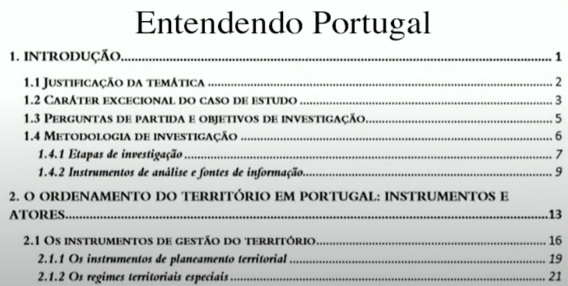 Entendendo Portugal
1. INTRODUÇÃO.......................................................................................... 1
1.1 JUSTIFICAÇÃO DA TEMÁTICA .......................................................................... 2
1.2 CARÁTER EXCECIONAL DO CASO DE ESTUDO ...................................................... 3
1.3 PERGUNTAS DE PARTIDA E OBJETIVOS DE INVESTIGAÇÃO........................................ 5
1.4 METODOLOGIA DE INVESTIGAÇÃO .................................................................. 6
1.4.1 Etapas de investigação ........................................................................... 7
1.4.2 Instrumentos de análise e fontes de informação................................................ 9
2. O ORDENAMENTO DO TERRITÓRIO EM PORTUGAL: INSTRUMENTOS E
ATORES................................................................................................. 13
2.1 OS INSTRUMENTOS DE GESTÃO DO TERRITÓRIO.................................................. 16
2.1.1 Os instrumentos de planeamento territorial .................................................. 19
2.1.2 Os regimes territoriais especiais................................................................ 21